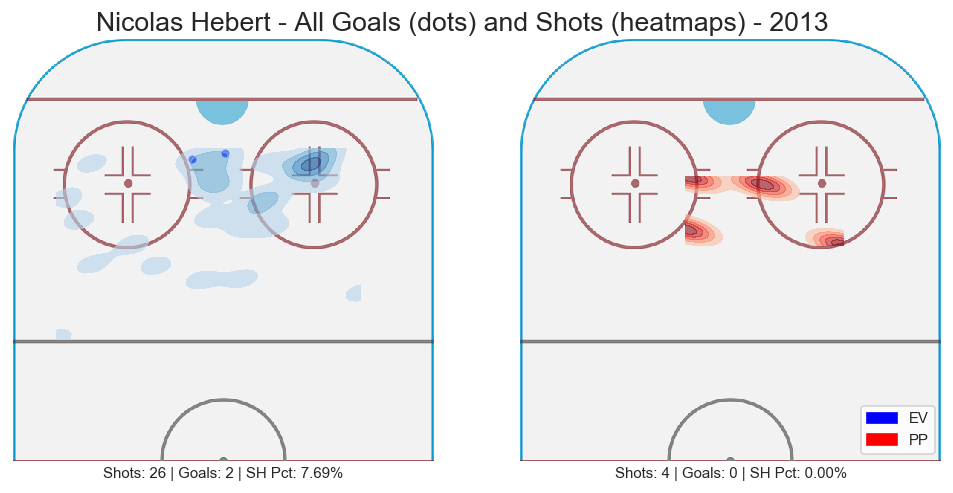 Nicolas Hebert - All Goals (dots) and Shots (heatmaps) - 2013
EV
PP
Shots: 26 | Goals: 2 | SH Pct: 7.69%
Shots: 4 | Goals: 0 | SH Pct: 0.00%